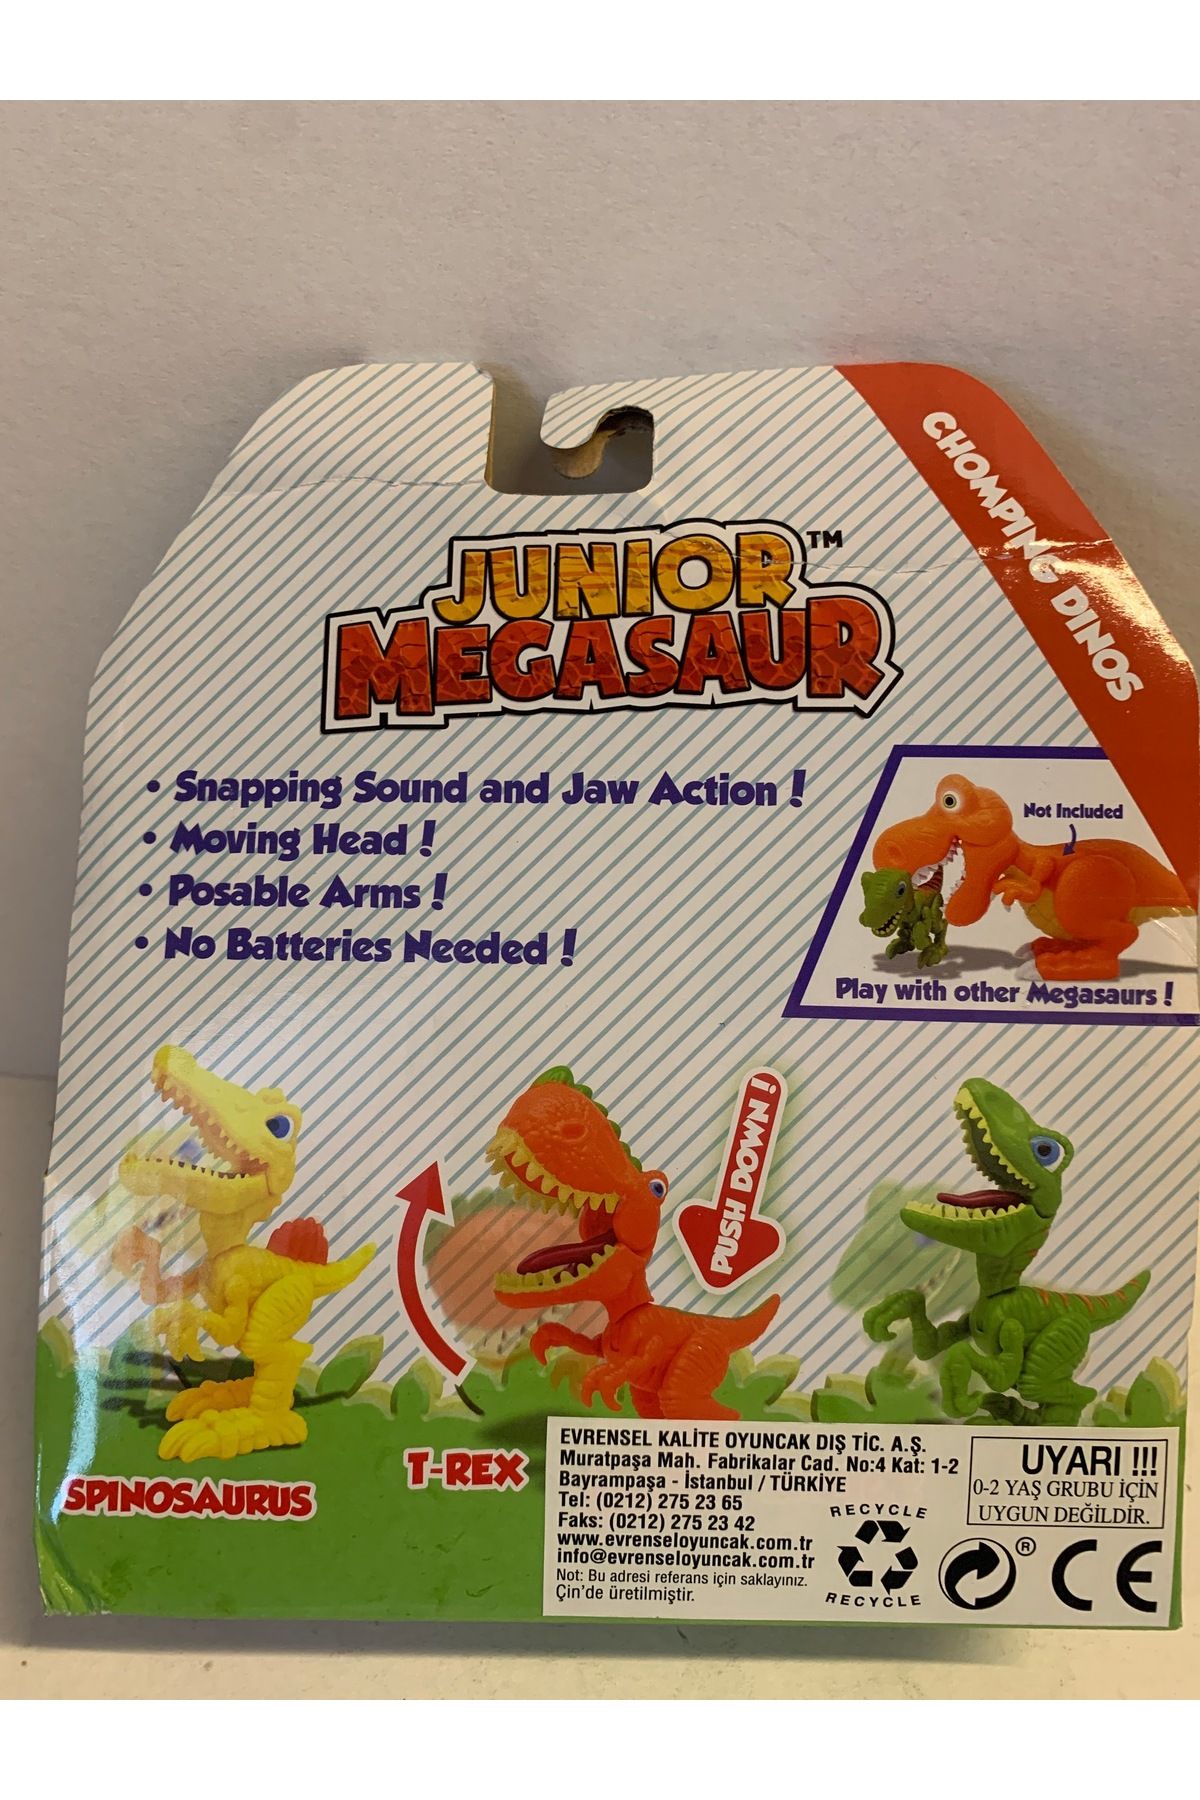 CHOMPING DINOS
JUNIOR™
MEGASAUR
• Snapping Sound and Jaw Action !
• Moving Head !
• Posable Arms !
• No Batteries Needed !
Not Included
Play with other Megasaurs !
PUSH DOWN !
SPINOSAURUS
T-REX
EVRENSEL KALİTE OYUNCAK DIŞ TİC. A.Ş.
Muratpaşa Mah. Fabrikalar Cad. No:4 Kat: 1-2
Bayrampaşa - İstanbul / TÜRKİYE
Tel: (0212) 275 23 65
Faks: (0212) 275 23 42
www.evrenseloyuncak.com.tr
info@evrenseloyuncak.com.tr
Not: Bu adresi referans için saklayınız.
Çin'de üretilmiştir.
RECYCLE
RECYCLE
UYARI !!!
0-2 YAŞ GRUBU İÇİN
UYGUN DEĞİLDİR.
®
CE